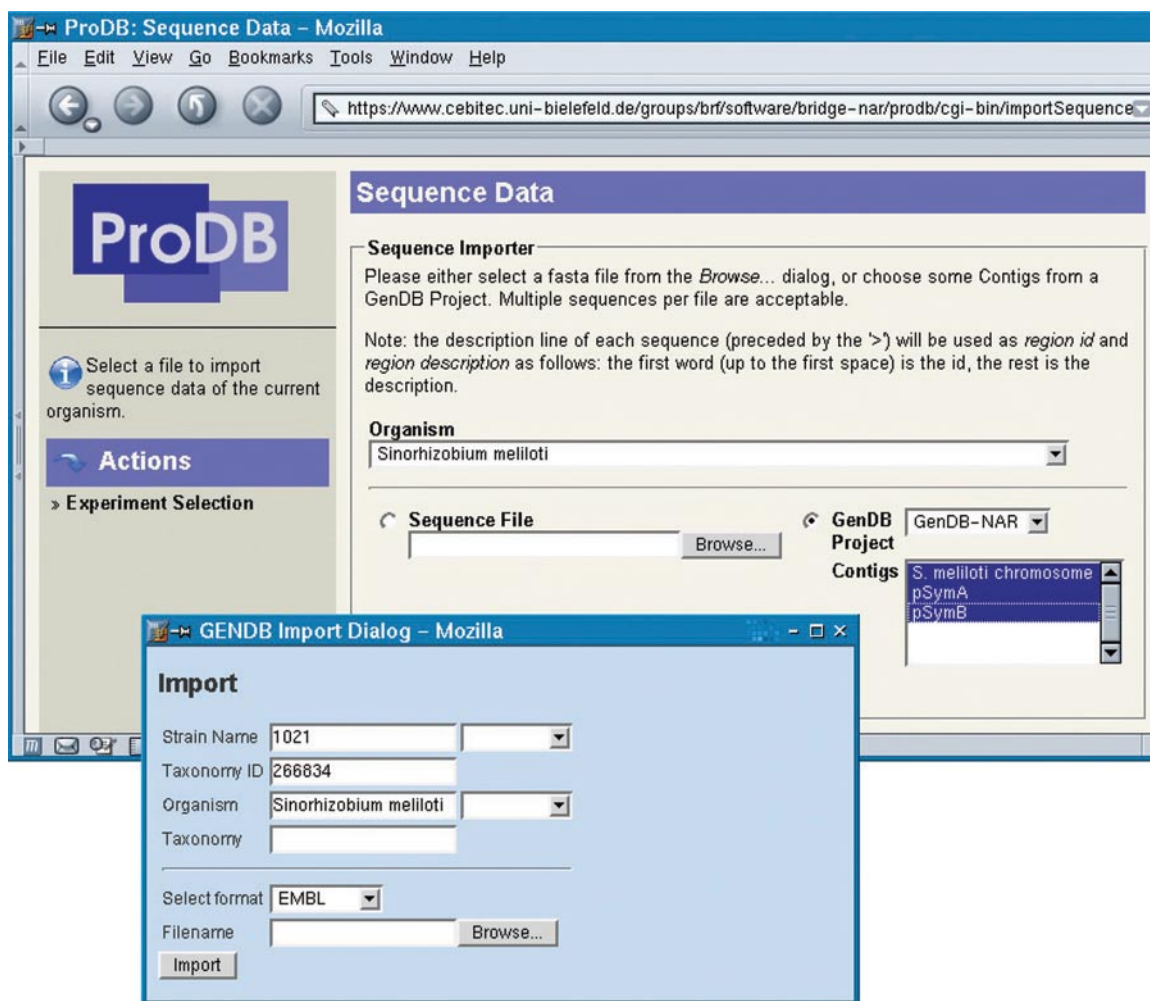 ProDB: Sequence Data – Mozilla
File Edit View Go Bookmarks Tools Window Help
https://www.cebitec.uni-bielefeld.de/groups/brf/software/bridge-nar/prodb/cgi-bin/importSequence
ProDB
Select a file to import
sequence data of the current
organism.
Actions
» Experiment Selection
Sequence Data
Sequence Importer
Please either select a fasta file from the Browse... dialog, or choose some Contigs from a
GenDB Project. Multiple sequences per file are acceptable.
Note: the description line of each sequence (preceded by the '>') will be used as region id and
region description as follows: the first word (up to the first space) is the id, the rest is the
description.
Organism
Sinorhizobium meliloti
Sequence File
Browse...
GenDB
Project
GenDB-NAR
Contigs
S. meliloti chromosome
pSymA
pSymB
GENDB Import Dialog – Mozilla
Import
Strain Name 1021
Taxonomy ID 266834
Organism Sinorhizobium meliloti
Taxonomy
Select format EMBL
Filename Browse...
Import